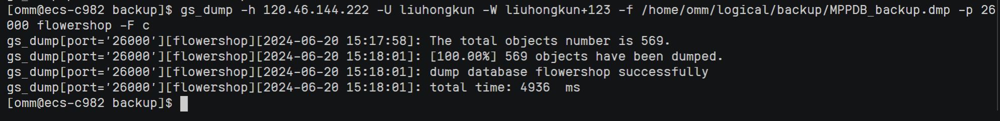 [omm@ecs-c982 backup]$ gs_dump -h 120.46.144.222 -U liuhongkun -W liuhongkun+123 -f /home/omm/logical/backup/MPPDB_backup.dmp -p 26
000 flowershop -F c
gs_dump[port='26000'][flowershop][2024-06-20 15:17:58]: The total objects number is 569.
gs_dump[port='26000'][flowershop][2024-06-20 15:18:01]: [100.00%] 569 objects have been dumped.
gs_dump[port='26000'][flowershop][2024-06-20 15:18:01]: dump database flowershop successfully
gs_dump[port='26000'][flowershop][2024-06-20 15:18:01]: total time: 4936  ms
[omm@ecs-c982 backup]$